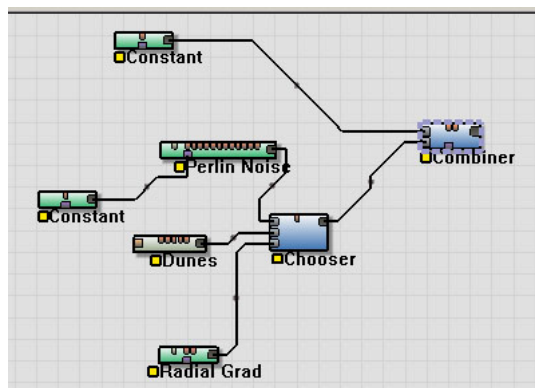 Constant
Combiner
Perlin Noise
Constant
Dunes
Chooser
Radial Grad